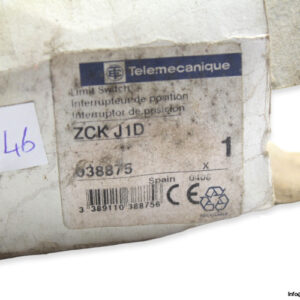 Telemecanique
Limit Switch
Interrupteur de position
Interruptor de posición
ZCK J1D
038875
1
X
Spain 0406
3 389110 388756
CE
46